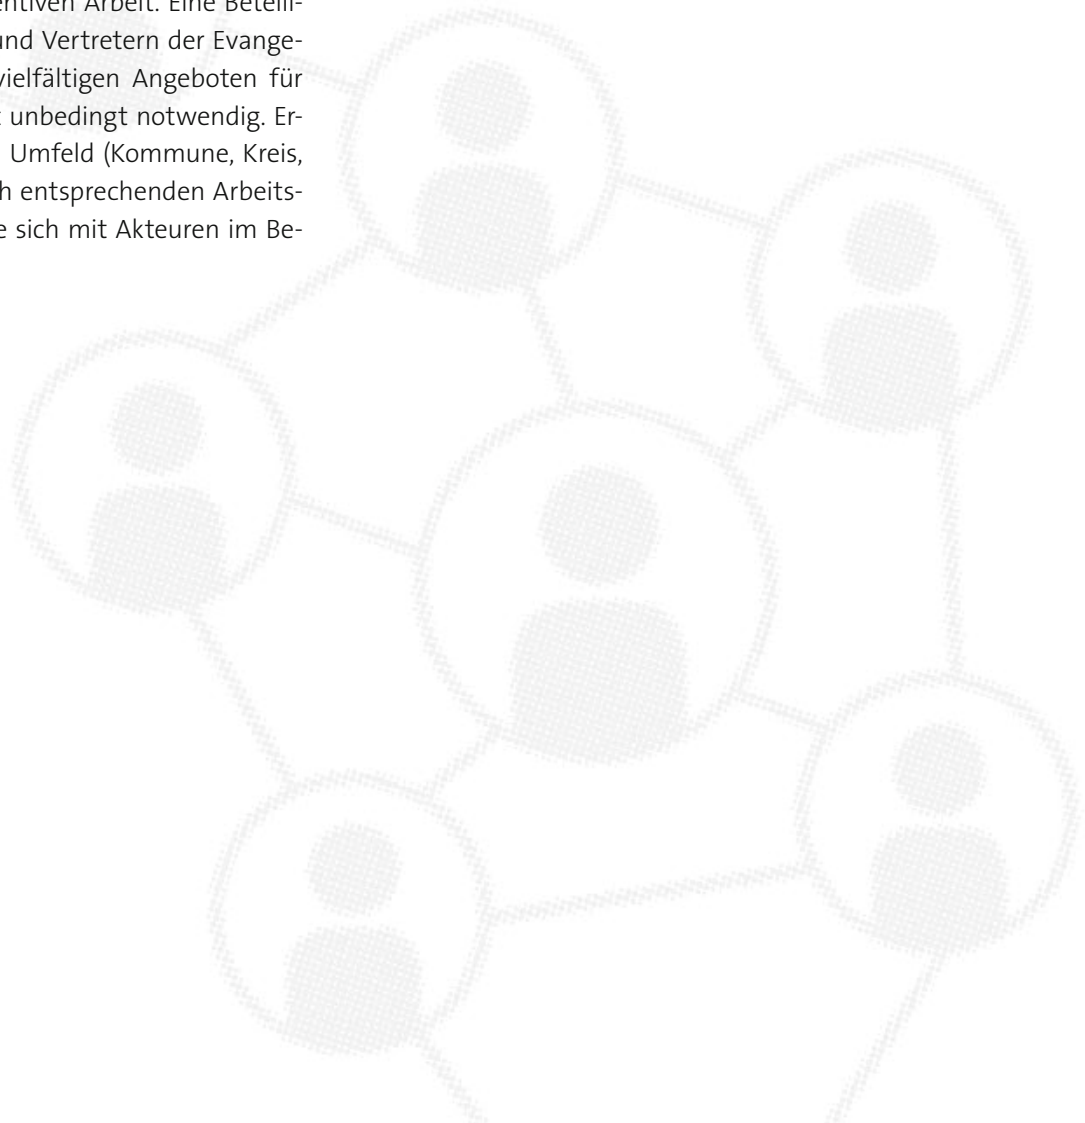 entiven Arbeit. Eine Beteili-
und Vertretern der Evange-
vielfältigen Angeboten für
unbedingt notwendig. Er-
Umfeld (Kommune, Kreis,
h entsprechenden Arbeits-
e sich mit Akteuren im Be-